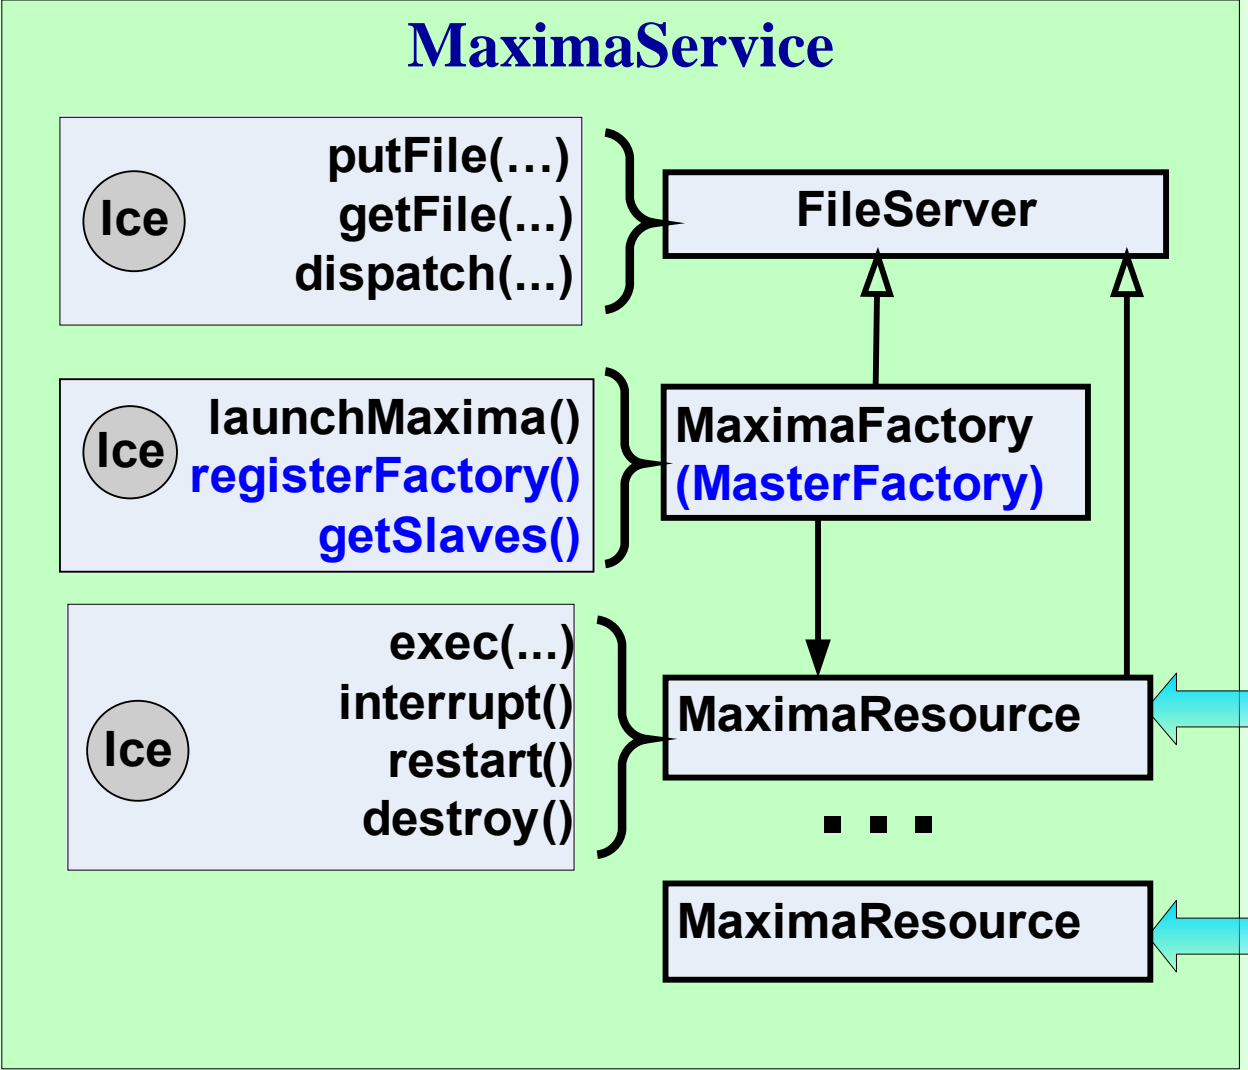 MaximaService
Ice
putFile(...)
getFile(...)
dispatch(...)
FileServer
Ice
launchMaxima()
registerFactory()
getSlaves()
MaximaFactory
(MasterFactory)
Ice
exec(...)
interrupt()
restart()
destroy()
MaximaResource
...
MaximaResource